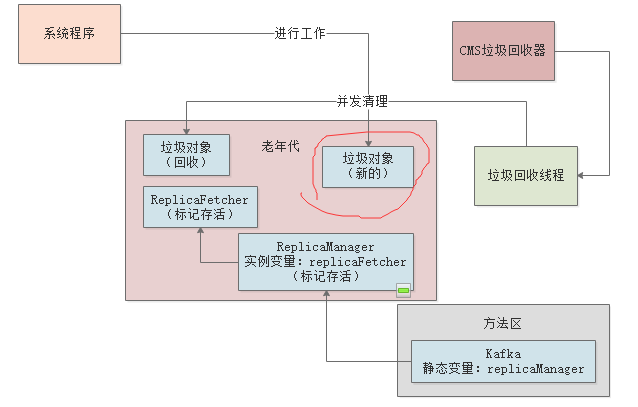 系统程序
进行工作
CMS垃圾回收器
并发清理
垃圾对象
（回收）
老年代
垃圾对象
（新的）
垃圾回收线程
ReplicaFetcher
（标记存活）
ReplicaManager
实例变量：replicaFetcher
（标记存活）
方法区
Kafka
静态变量：replicaManager